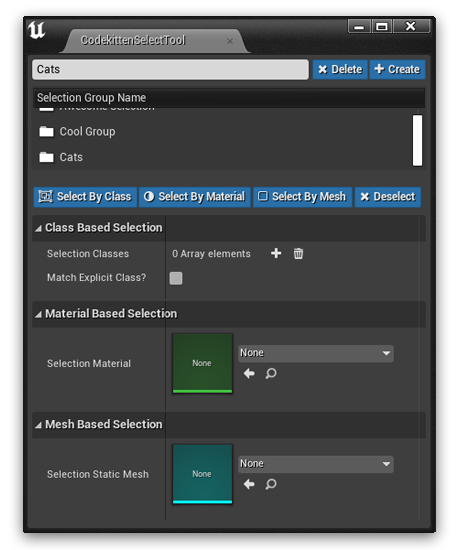 CodekittenSelectTool
Cats
Delete
Create
Selection Group Name
Awesome Selection
Cool Group
Cats
Select By Class
Select By Material
Select By Mesh
Deselect
Class Based Selection
Selection Classes
0 Array elements
Match Explicit Class?
Material Based Selection
Selection Material
None
None
Mesh Based Selection
Selection Static Mesh
None
None